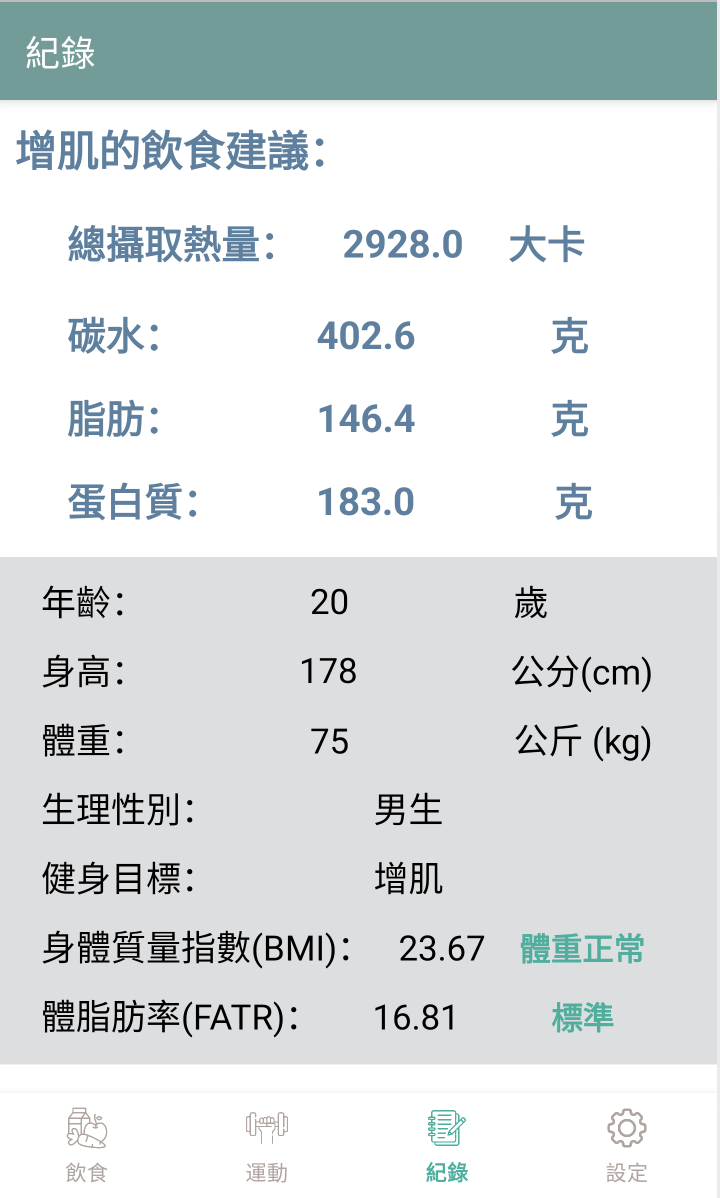 紀錄
增肌的飲食建議：
總攝取熱量： 2928.0 大卡
碳水： 402.6 克
脂肪： 146.4 克
蛋白質： 183.0 克
年齡： 20 歲
身高： 178 公分(cm)
體重： 75 公斤 (kg)
生理性別： 男生
健身目標： 增肌
身體質量指數(BMI)： 23.67 體重正常
體脂肪率(FATR)： 16.81 標準
飲食 運動 紀錄 設定